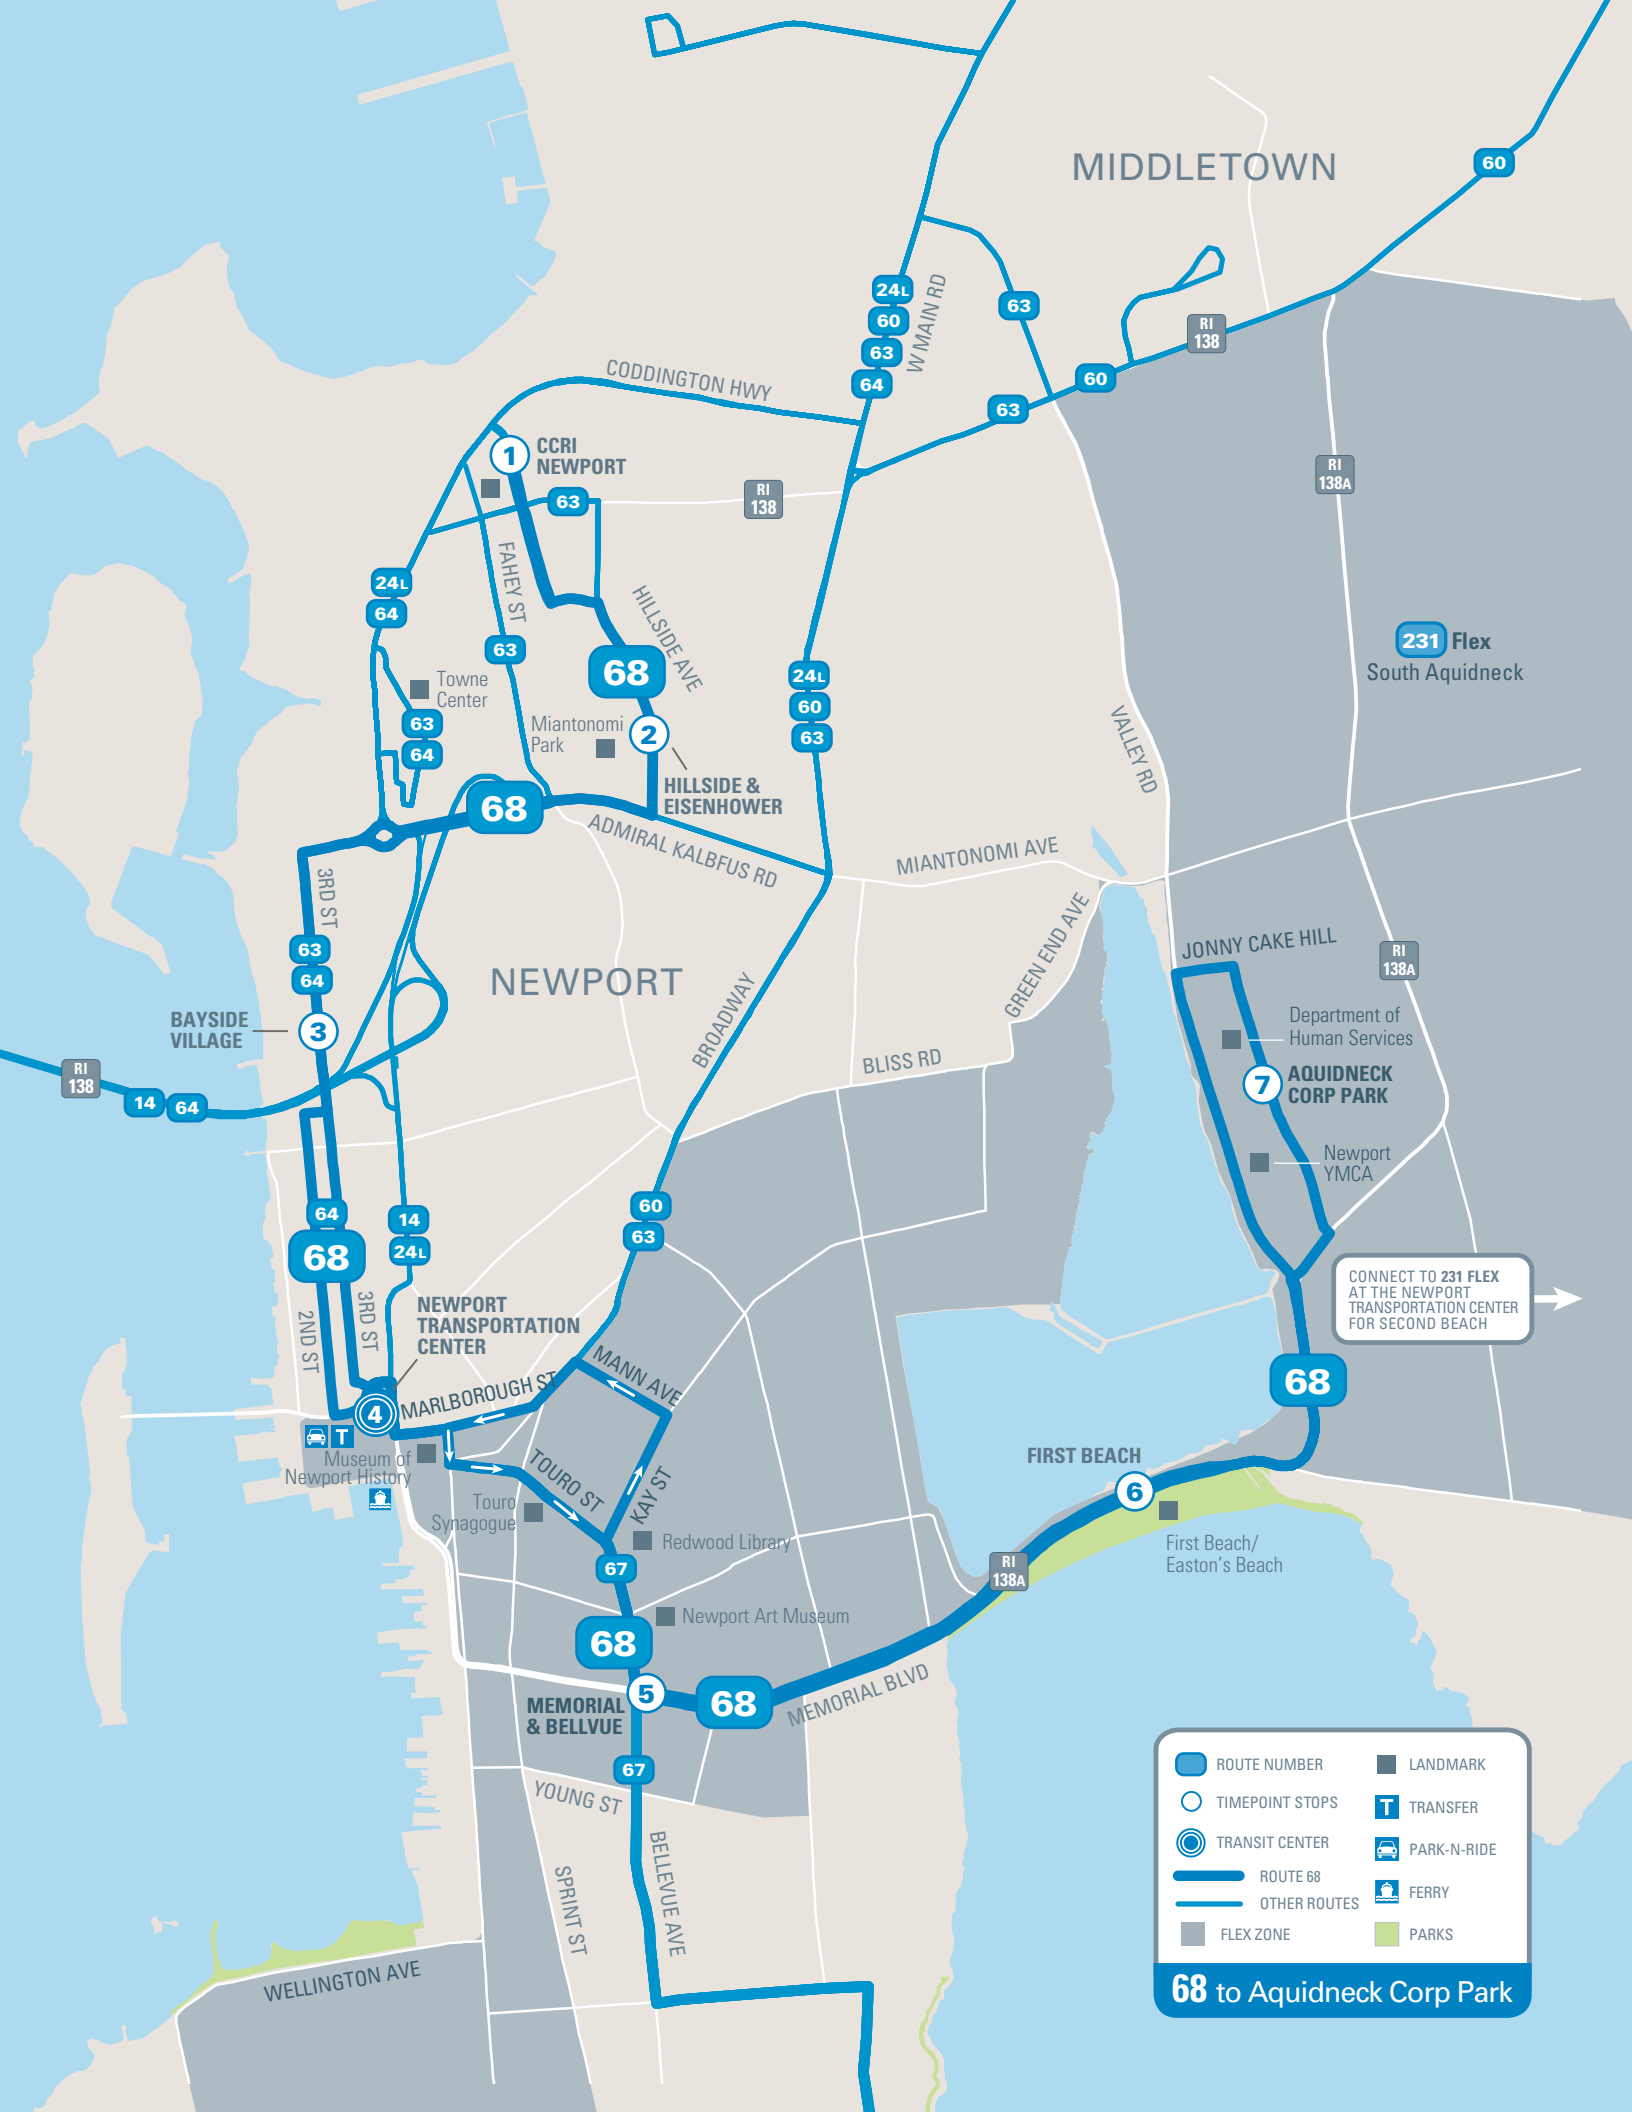 MIDDLETOWN
60
24L
60
63
64
W MAIN RD
63
RI
138
60
63
CODDINGTON HWY
1
CCRI
NEWPORT
63
RI
138
RI
138A
FAHEY ST
24L
64
HILLSIDE AVE
63
68
231 Flex
South Aquidneck
Towne
Center
63
64
Miantonomi
Park
2
24L
60
63
VALLEY RD
HILLSIDE &
EISENHOWER
68
ADMIRAL KALBFUS RD
MIANTONOMI AVE
3RD ST
63
64
NEWPORT
GREEN END AVE
JONNY CAKE HILL
RI
138A
BAYSIDE
VILLAGE
3
BROADWAY
BLISS RD
Department of
Human Services
7
AQUIDNECK
CORP PARK
RI
138
14
64
Newport
YMCA
64
68
14
24L
60
63
2ND ST
3RD ST
NEWPORT
TRANSPORTATION
CENTER
CONNECT TO 231 FLEX
AT THE NEWPORT
TRANSPORTATION CENTER
FOR SECOND BEACH
68
MANN AVE
MARLBOROUGH ST
4
T
Museum of
Newport History
TOURO ST
KAY ST
Touro
Synagogue
Redwood Library
FIRST BEACH
6
First Beach/
Easton's Beach
RI
138A
67
68
Newport Art Museum
5
68
MEMORIAL
& BELLVUE
MEMORIAL BLVD
67
YOUNG ST
BELLEVUE AVE
SPRINT ST
WELLINGTON AVE
ROUTE NUMBER
TIMEPOINT STOPS
TRANSIT CENTER
ROUTE 68
OTHER ROUTES
FLEX ZONE
LANDMARK
T TRANSFER
PARK-N-RIDE
FERRY
PARKS
68 to Aquidneck Corp Park